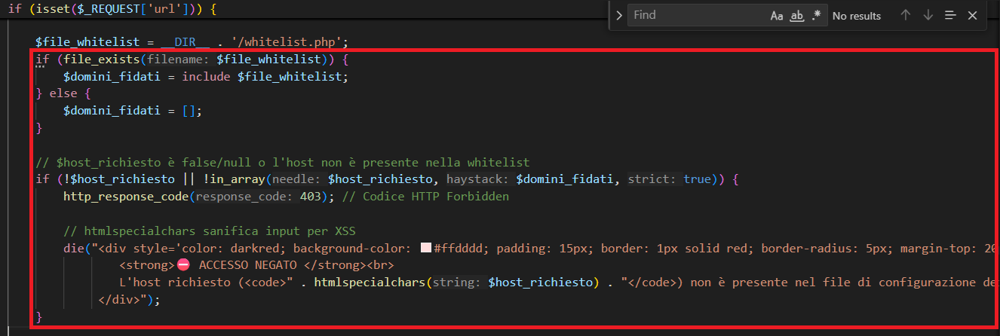 if (isset($_REQUEST['url'])) {
Find
Aa ab .* No results
$file_whitelist = __DIR__ . '/whitelist.php';
if (file_exists(filename: $file_whitelist)) {
$domini_fidati = include $file_whitelist;
} else {
$domini_fidati = [];
}
// $host_richiesto è false/null o l'host non è presente nella whitelist
if (!$host_richiesto || !in_array(needle: $host_richiesto, haystack: $domini_fidati, strict: true)) {
http_response_code(response_code: 403); // Codice HTTP Forbidden
// htmlspecialchars sanifica input per XSS
die("<div style='color: darkred; background-color: #ffdddd; padding: 15px; border: 1px solid red; border-radius: 5px; margin-top: 20
<strong>⛔ ACCESSO NEGATO </strong><br>
L'host richiesto (<code>" . htmlspecialchars(string: $host_richiesto) . "</code>) non è presente nel file di configurazione de
</div>");
}